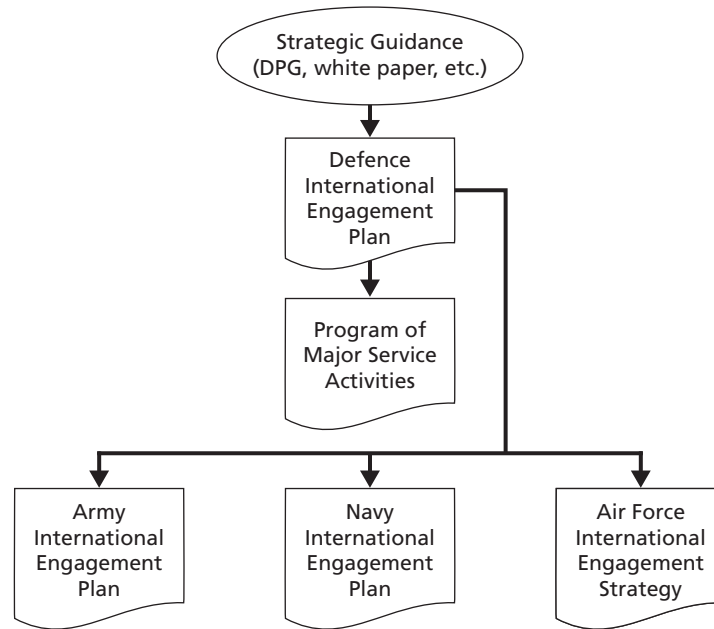 Strategic Guidance
(DPG, white paper, etc.)
Defence
International
Engagement
Plan
Program of
Major Service
Activities
Army
International
Engagement
Plan
Navy
International
Engagement
Plan
Air Force
International
Engagement
Strategy